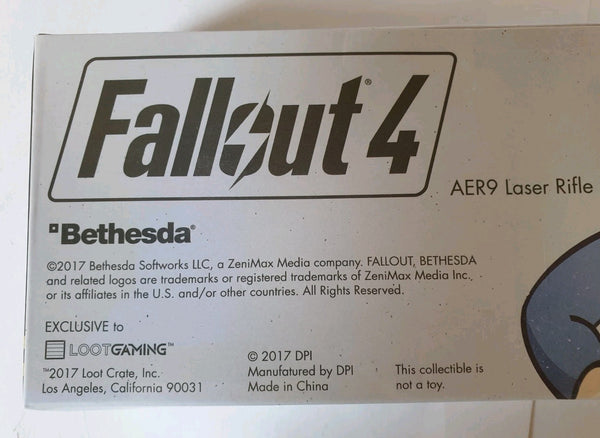 Fallout® 4
AER9 Laser Rifle
Bethesda®
©2017 Bethesda Softworks LLC, a ZeniMax Media company. FALLOUT, BETHESDA
and related logos are trademarks or registered trademarks of ZeniMax Media Inc.
or its affiliates in the U.S. and/or other countries. All Rights Reserved.
EXCLUSIVE to
LOOTGAMING™
™2017 Loot Crate, Inc.
Los Angeles, California 90031
© 2017 DPI
Manufatured by DPI
Made in China
This collectible is
not a toy.